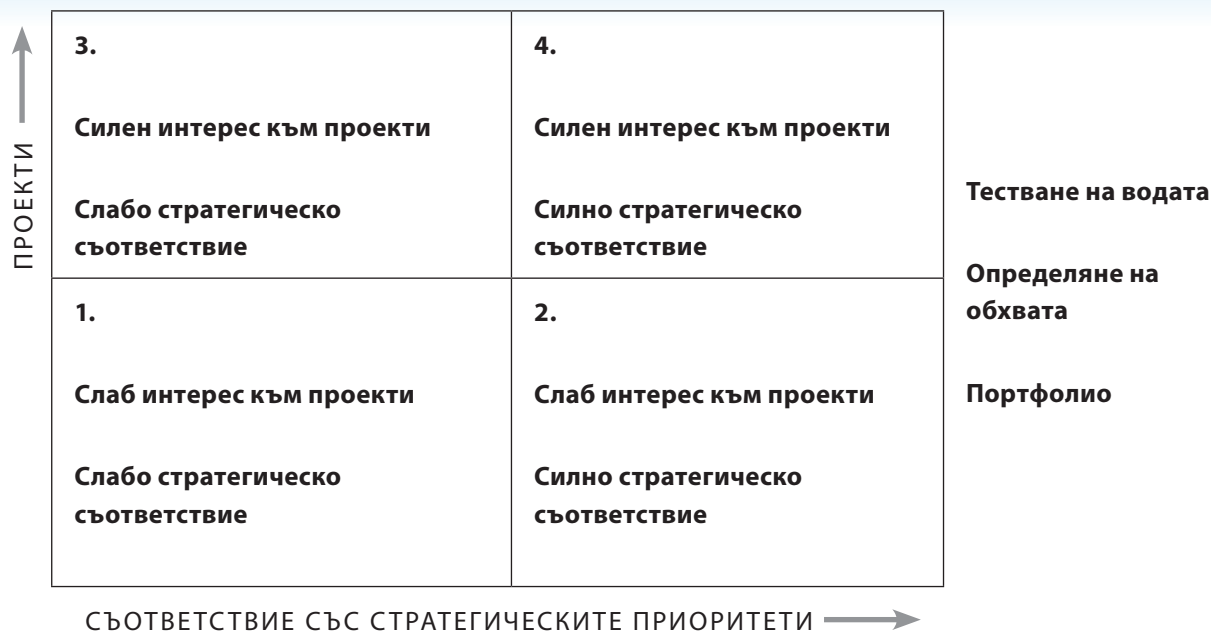 ПРОЕКТИ
3.
Силен интерес към проекти
Слабо стратегическо
съответствие
4.
Силен интерес към проекти
Силно стратегическо
съответствие
1.
Слаб интерес към проекти
Слабо стратегическо
съответствие
2.
Слаб интерес към проекти
Силно стратегическо
съответствие
Тестване на водата
Определяне на
обхвата
Портфолио
СЪОТВЕТСТВИЕ СЪС СТРАТЕГИЧЕСКИТЕ ПРИОРИТЕТИ